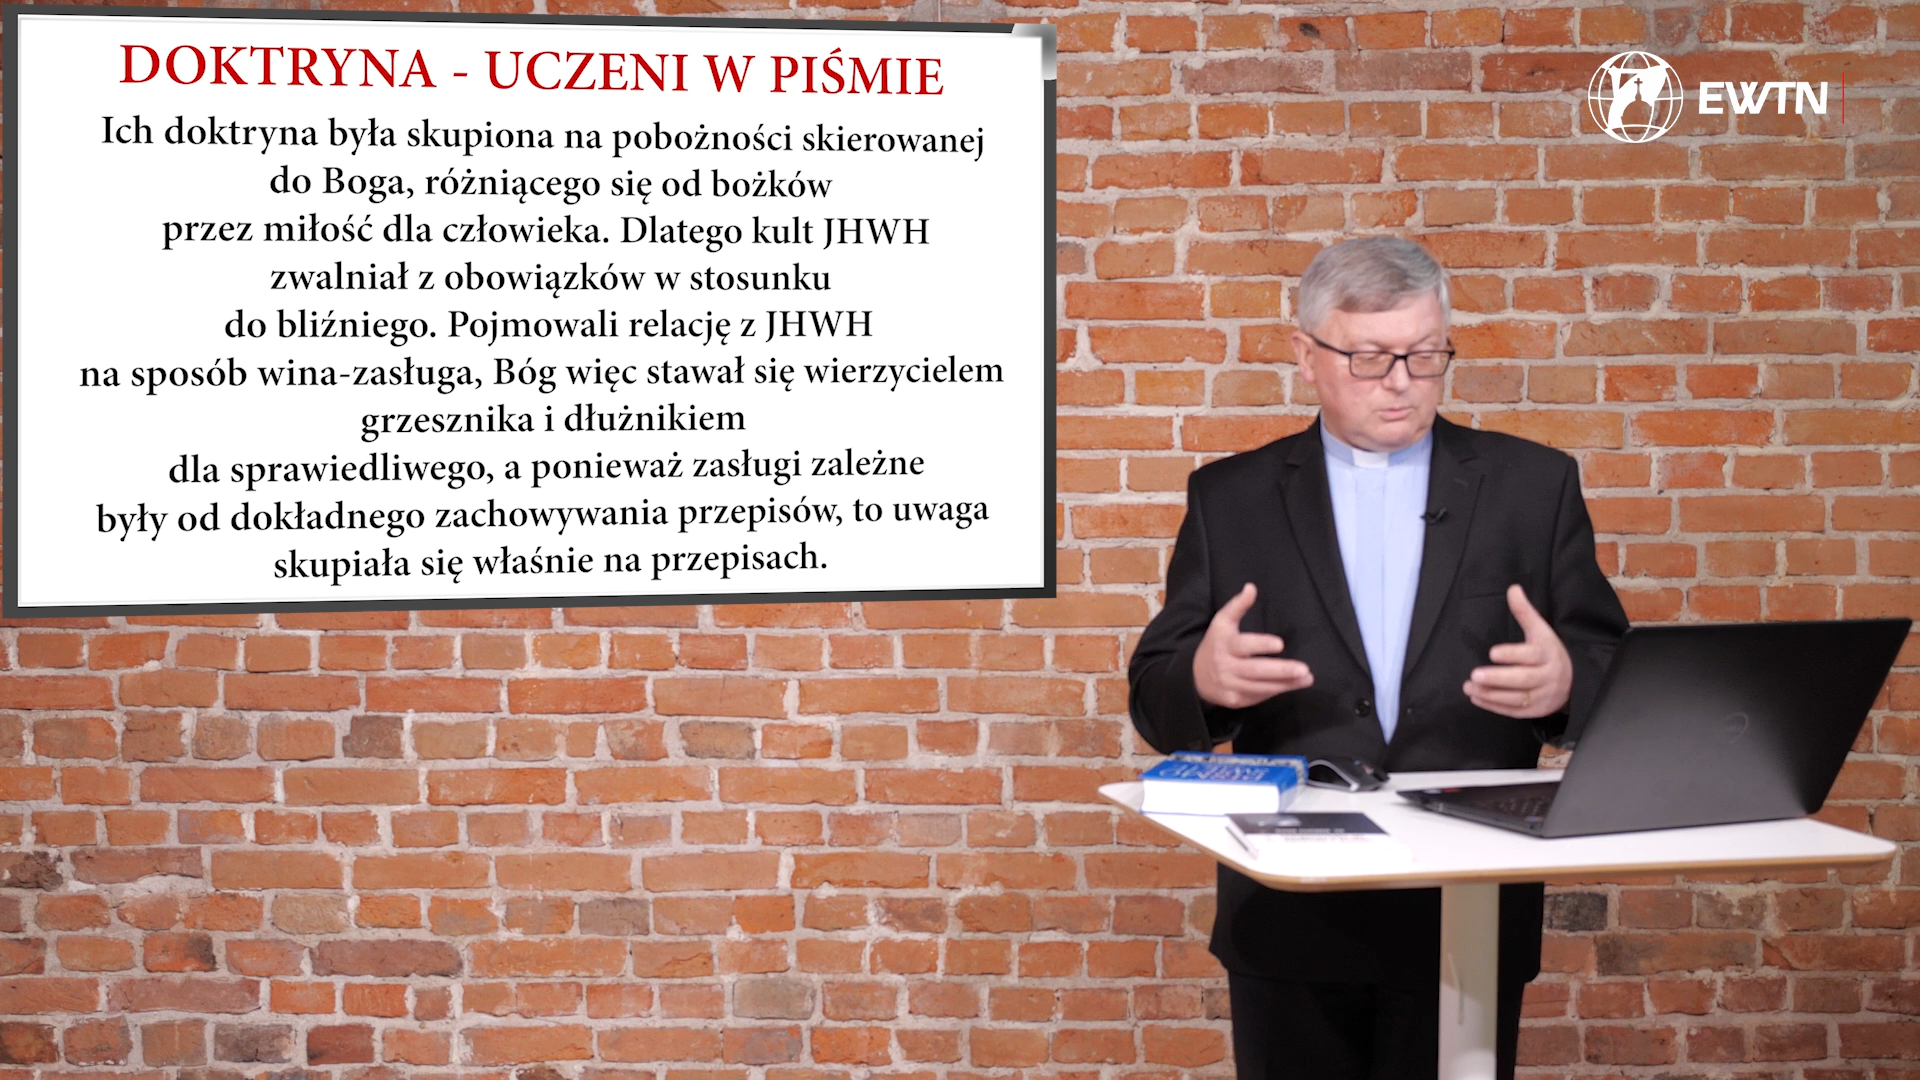 DOKTRYNA - UCZENI W PIŚMIE
Ich doktryna była skupiona na pobożności skierowanej
do Boga, różniącego się od bożków
przez miłość dla człowieka. Dlatego kult JHWH
zwalniał z obowiązków w stosunku
do bliźniego. Pojmowali relację z JHWH
na sposób wina-zasługa, Bóg więc stawał się wierzycielem
grzesznika i dłużnikiem
dla sprawiedliwego, a ponieważ zasługi zależne
były od dokładnego zachowywania przepisów, to uwaga
skupiała się właśnie na przepisach.
EWTN